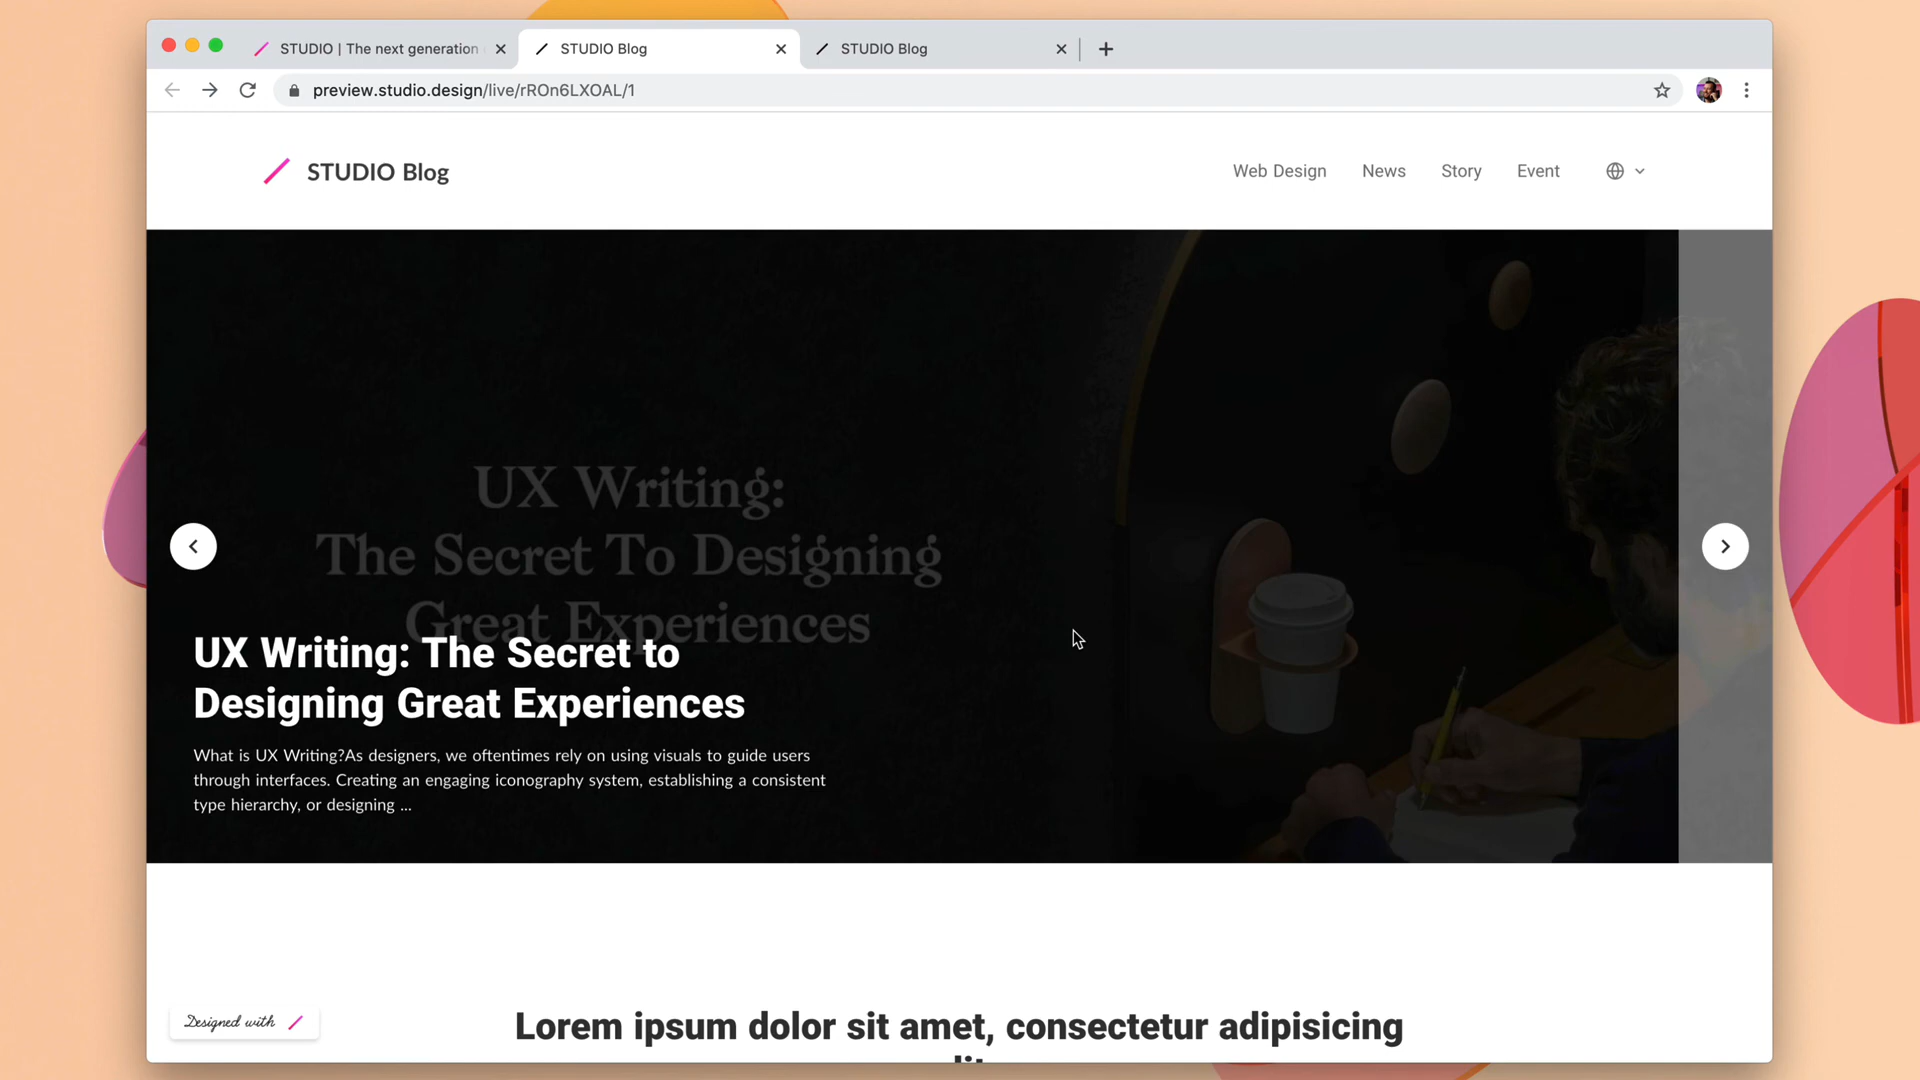 STUDIO | The next generation
STUDIO Blog
STUDIO Blog
preview.studio.design/live/rROn6LXOAL/1
STUDIO Blog
Web Design
News
Story
Event
UX Writing:
The Secret To Designing
Great Experiences
UX Writing: The Secret to
Designing Great Experiences
What is UX Writing?As designers, we oftentimes rely on using visuals to guide users
through interfaces. Creating an engaging iconography system, establishing a consistent
type hierarchy, or designing ...
Designed with
Lorem ipsum dolor sit amet, consectetur adipisicing